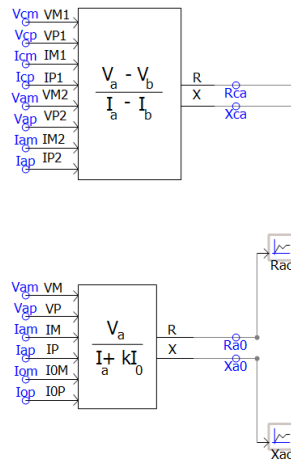 Vcm VM1
Vcp VP1
Icm IM1
Icp IP1
Vam VM2
Vap VP2
Iam IM2
Iap IP2
Va - Vb
Ia - Ib
R
X
Rca
Xca
Vam VM
Vap VP
Iam IM
Iap IP
Iom I0M
Iop I0P
Va
Ia + kI0
R
X
Ra0
Xa0
Rao
Xao